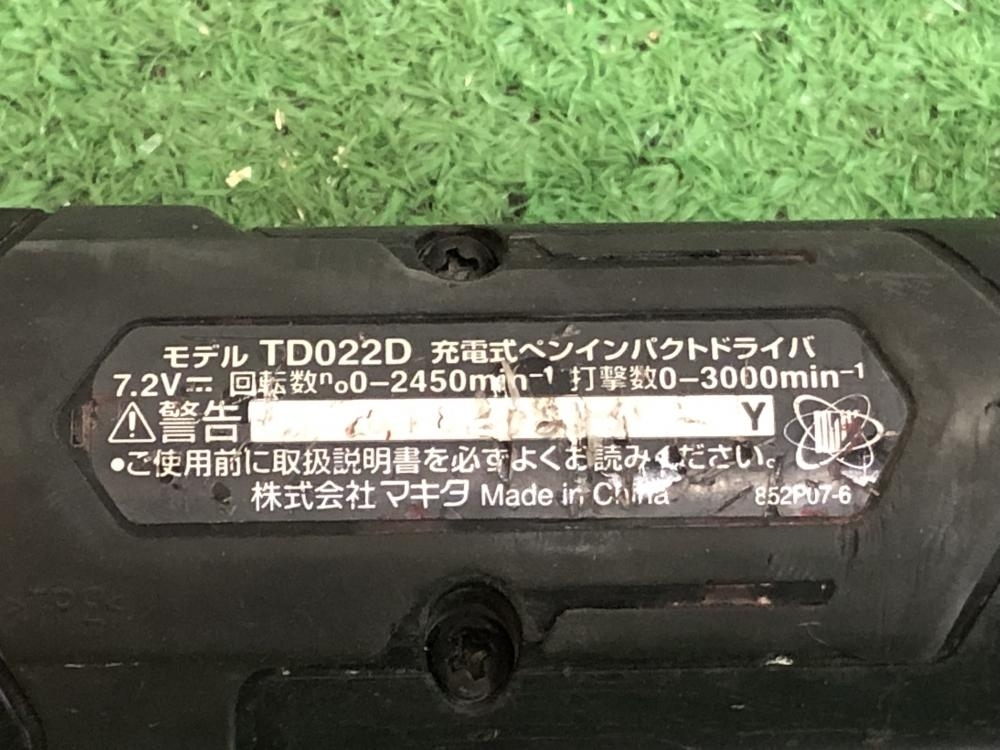 モデル TD022D 充電式ペンインパクトドライバ
7.2V⎓ 回転数n₀0-2450min⁻¹ 打撃数0-3000min⁻¹
⚠警告 Y
•ご使用前に取扱説明書を必ずよくお読みください。
株式会社マキタ Made in China 852P07-6